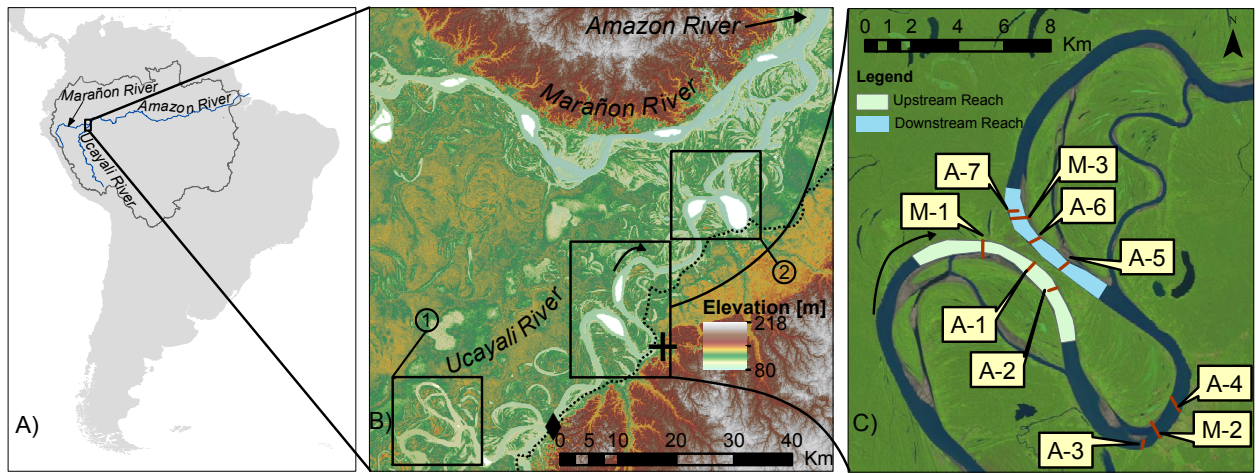 Marañon River
Amazon River
Ucayali River
A)
Amazon River
Marañon River
Ucayali River
1
2
Elevation [m]
218
80
B)
0 10 20 30 40
Km
0 1 2 4 6 8
Km
N
Legend
Upstream Reach
Downstream Reach
A-7
M-3
M-1
A-6
A-5
A-1
A-2
A-4
M-2
A-3
C)